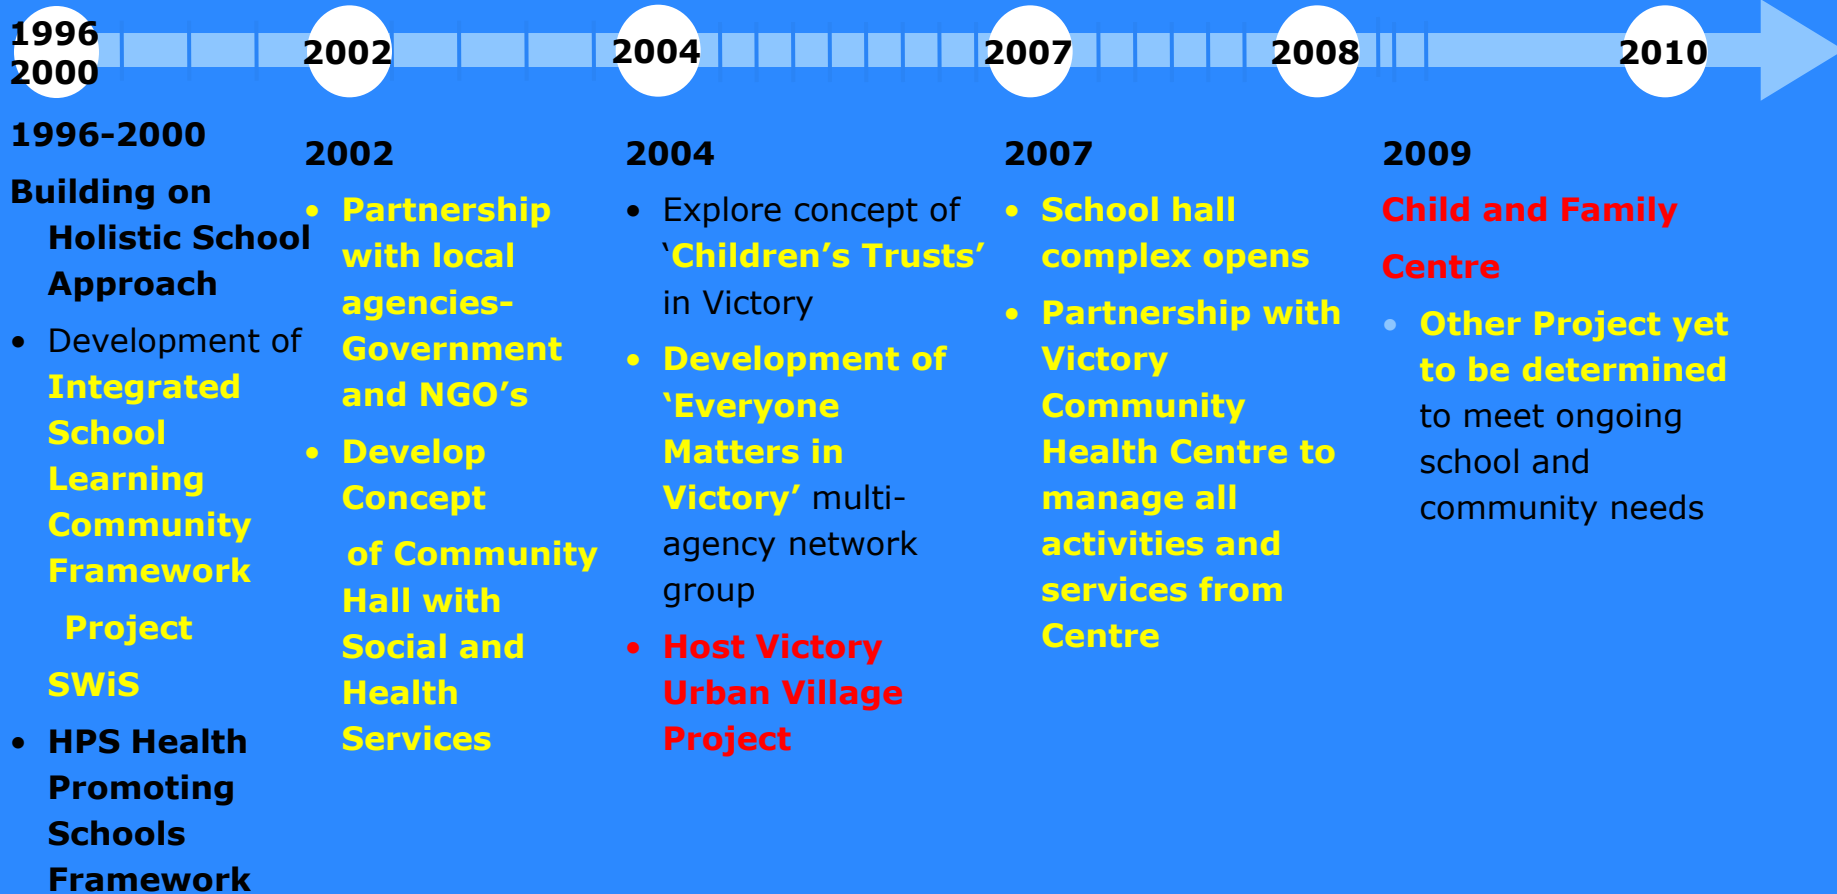 1996
2000
2002
2004
2007
2008
2010
1996-2000
Building on
Holistic School
Approach
• Development of
Integrated
School
Learning
Community
Framework
Project
SWiS
• HPS Health
Promoting
Schools
Framework
2002
• Partnership
with local
agencies-
Government
and NGO’s
• Develop
Concept
of Community
Hall with
Social and
Health
Services
2004
• Explore concept of
‘Children’s Trusts’
in Victory
• Development of
‘Everyone
Matters in
Victory’ multi-
agency network
group
• Host Victory
Urban Village
Project
2007
• School hall
complex opens
• Partnership with
Victory
Community
Health Centre to
manage all
activities and
services from
Centre
2009
Child and Family
Centre
• Other Project yet
to be determined
to meet ongoing
school and
community needs